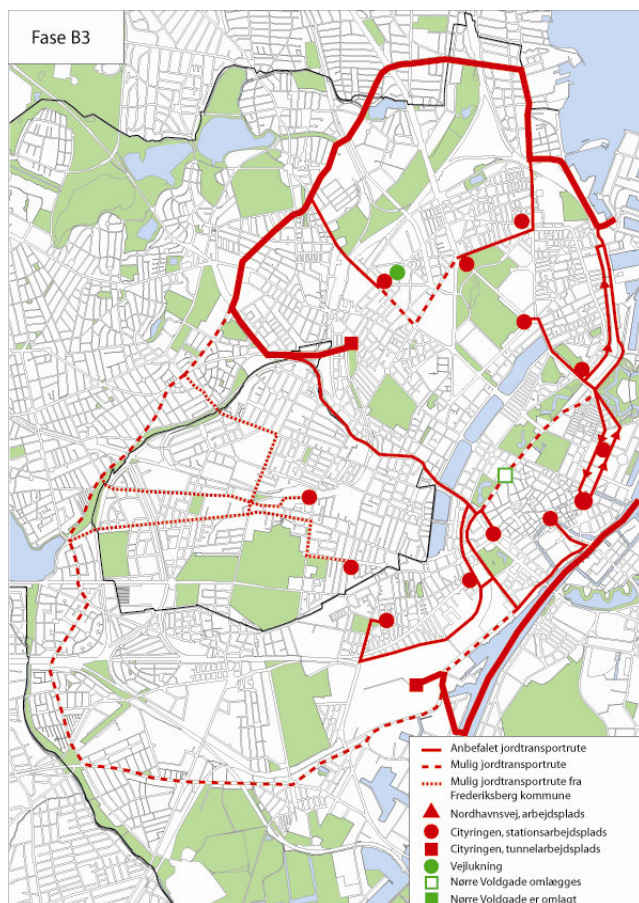 Fase B3
Anbefalet jordtransportrute
Mulig jordtransportrute
Mulig jordtransportrute fra
Frederiksberg kommune
Nordhavnsvej, arbejdsplads
Cityringen, stationsarbejdsplads
Cityringen, tunnelarbejdsplads
Vejlukning
Nørre Voldgade omlægges
Nørre Voldgade er omlagt